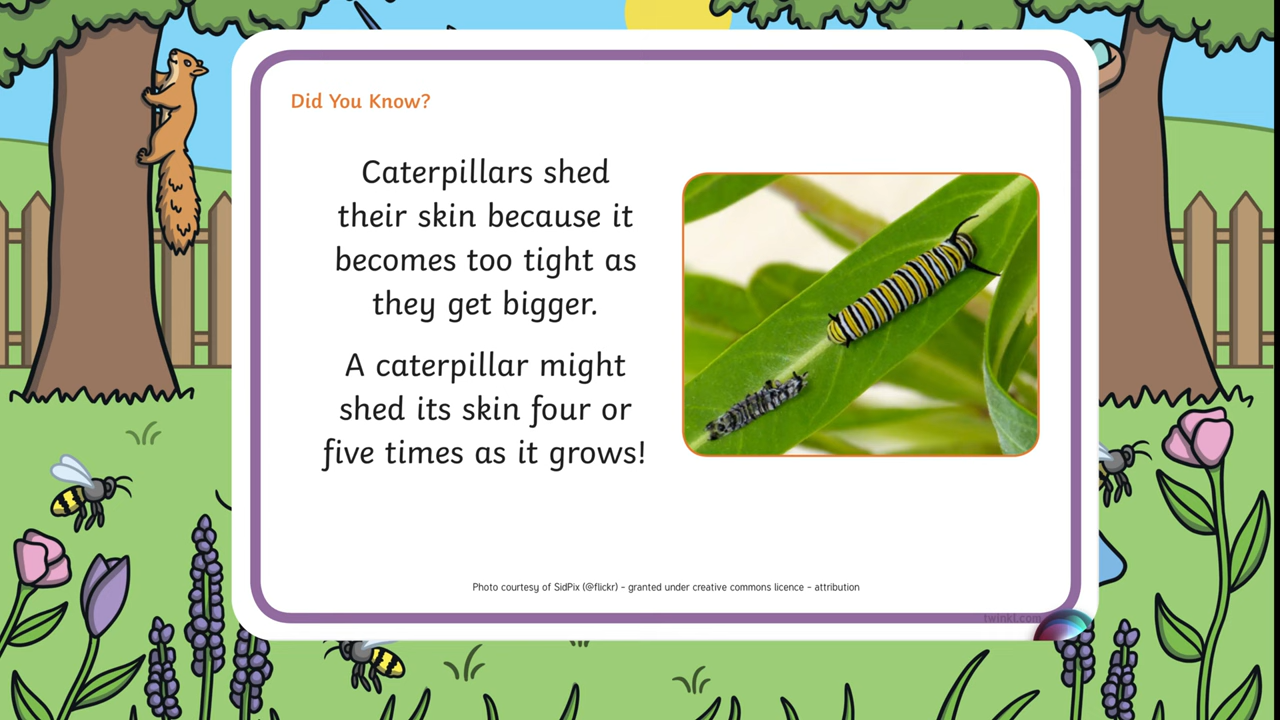 Did You Know?
Caterpillars shed
their skin because it
becomes too tight as
they get bigger.
A caterpillar might
shed its skin four or
five times as it grows!
Photo courtesy of SidPix (@flickr) – granted under creative commons licence – attribution
twinkl.com